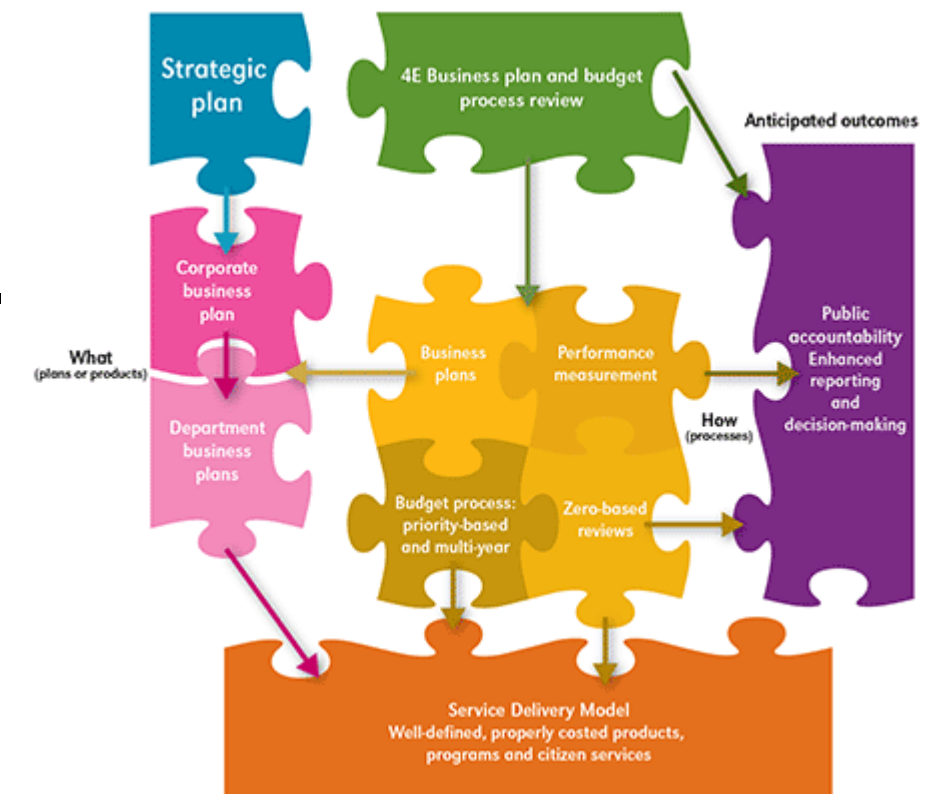 Strategic
plan
4E Business plan and budget
process review
Anticipated outcomes
Corporate
business
plan
What
(plans or products)
Department
business
plans
Business
plans
Performance
measurement
How
(processes)
Budget process:
priority-based
and multi-year
Zero-based
reviews
Public
accountability
Enhanced
reporting
and
decision-making
Service Delivery Model
Well-defined, properly costed products,
programs and citizen services